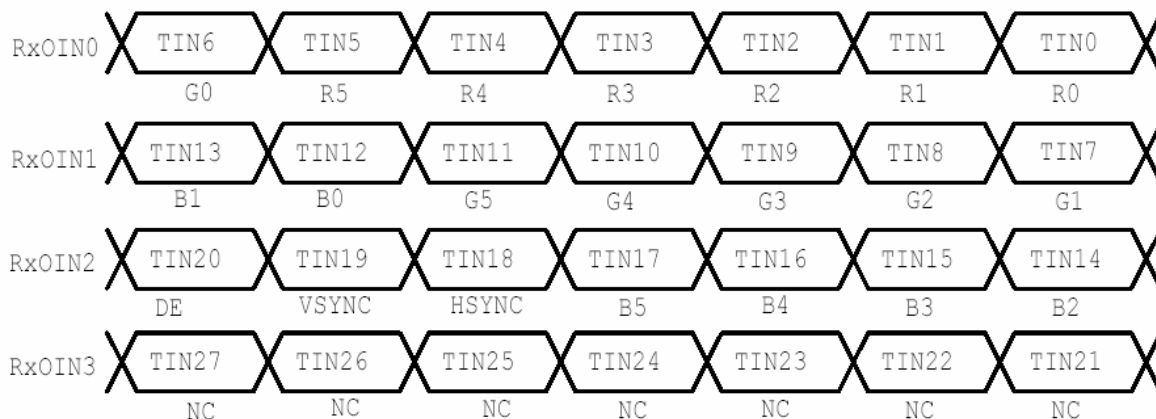 RxOIN0 TIN6 TIN5 TIN4 TIN3 TIN2 TIN1 TIN0
G0 R5 R4 R3 R2 R1 R0
RxOIN1 TIN13 TIN12 TIN11 TIN10 TIN9 TIN8 TIN7
B1 B0 G5 G4 G3 G2 G1
RxOIN2 TIN20 TIN19 TIN18 TIN17 TIN16 TIN15 TIN14
DE VSYNC HSYNC B5 B4 B3 B2
RxOIN3 TIN27 TIN26 TIN25 TIN24 TIN23 TIN22 TIN21
NC NC NC NC NC NC NC